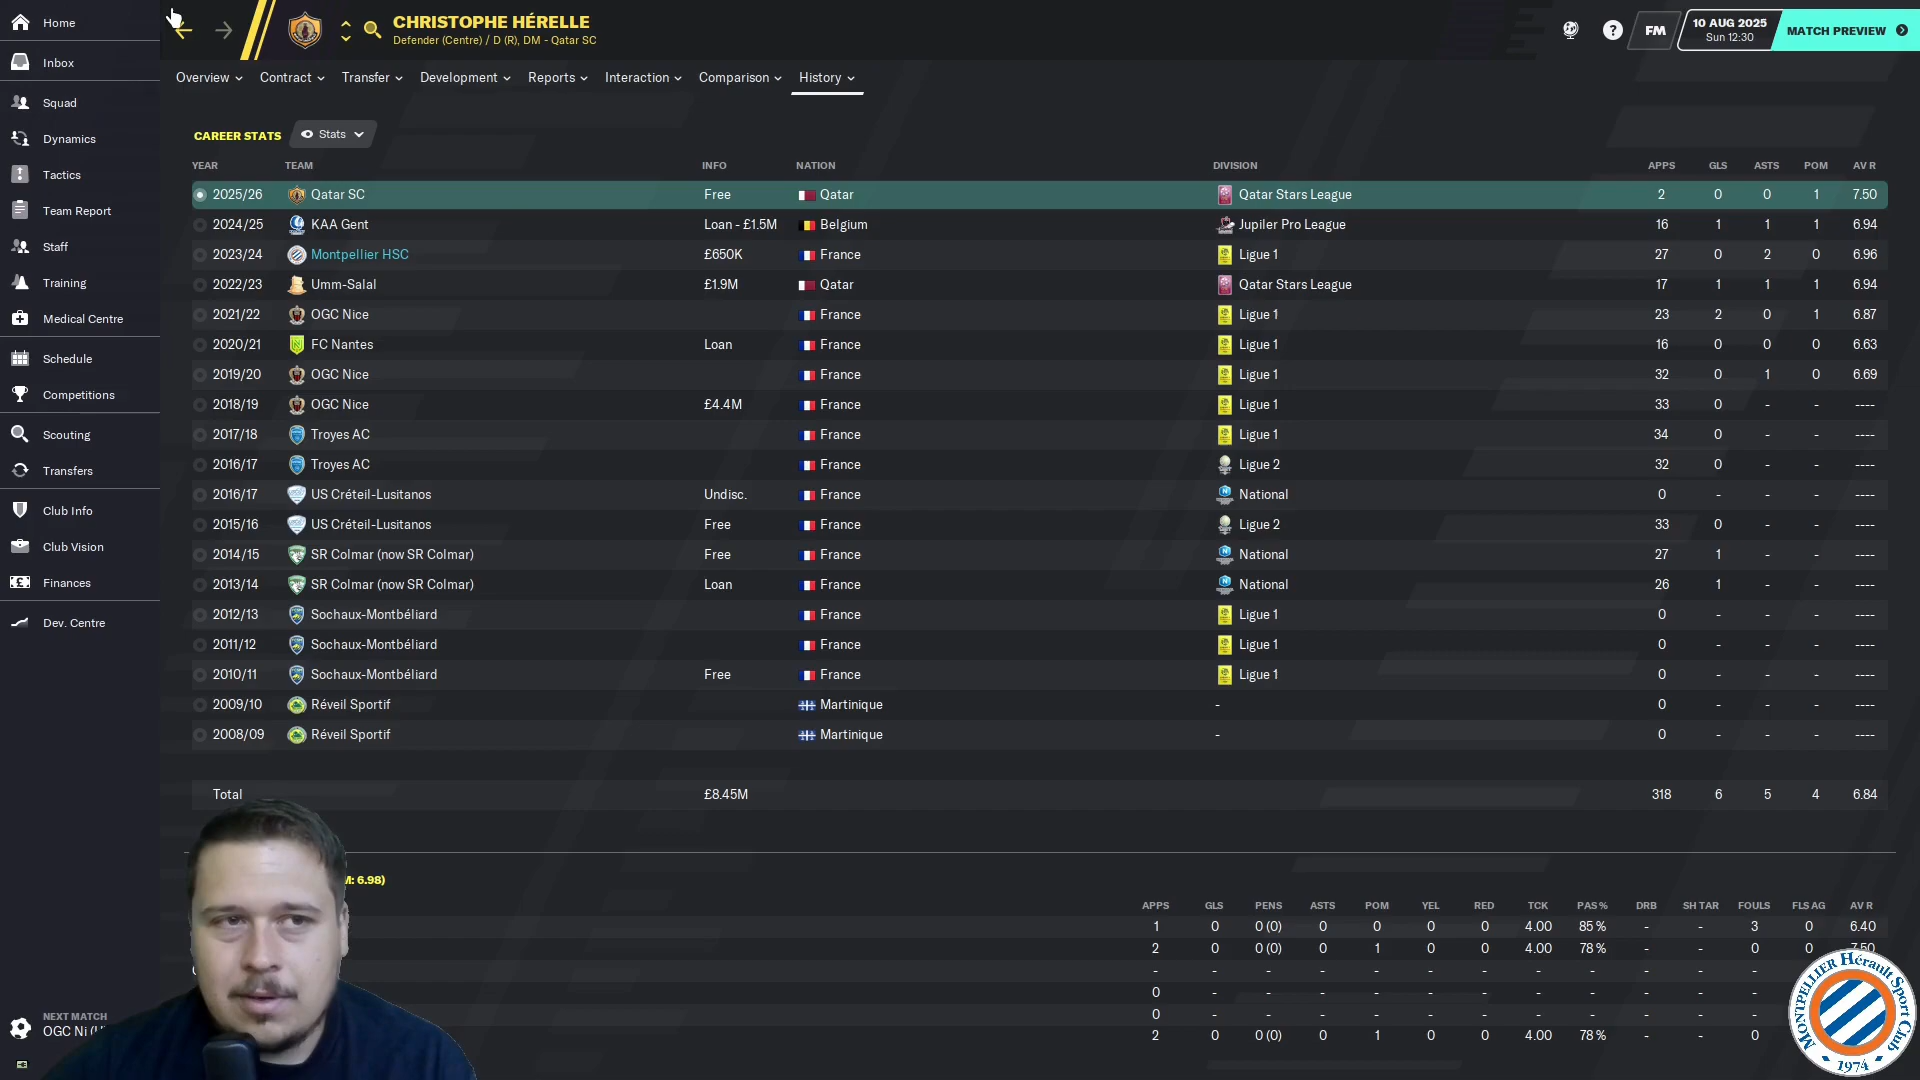 Home
CHRISTOPHE HÉRELLE
Defender (Centre) / D (R), DM - Qatar SC
FM
10 AUG 2025
Sun 12:30
MATCH PREVIEW
Inbox
Overview Contract Transfer Development Reports Interaction Comparison History
Squad
Dynamics
Tactics
Team Report
Staff
Training
Medical Centre
Schedule
Competitions
Scouting
Transfers
Club Info
Club Vision
Finances
Dev. Centre
CAREER STATS Stats
YEAR TEAM INFO NATION DIVISION APPS GLS ASTS POM AV R
2025/26 Qatar SC Free Qatar Qatar Stars League 2 0 0 1 7.50
2024/25 KAA Gent Loan - £1.5M Belgium Jupiler Pro League 16 1 1 1 6.94
2023/24 Montpellier HSC £650K France Ligue 1 27 0 2 0 6.96
2022/23 Umm-Salal £1.9M Qatar Qatar Stars League 17 1 1 1 6.94
2021/22 OGC Nice France Ligue 1 23 2 0 1 6.87
2020/21 FC Nantes Loan France Ligue 1 16 0 0 0 6.63
2019/20 OGC Nice France Ligue 1 32 0 1 0 6.69
2018/19 OGC Nice £4.4M France Ligue 1 33 0 - - ----
2017/18 Troyes AC France Ligue 1 34 0 - - ----
2016/17 Troyes AC France Ligue 2 32 0 - - ----
2016/17 US Créteil-Lusitanos Undisc. France National 0 - - - ----
2015/16 US Créteil-Lusitanos Free France Ligue 2 33 0 - - ----
2014/15 SR Colmar (now SR Colmar) Free France National 27 1 - - ----
2013/14 SR Colmar (now SR Colmar) Loan France National 26 1 - - ----
2012/13 Sochaux-Montbéliard France Ligue 1 0 - - - ----
2011/12 Sochaux-Montbéliard France Ligue 1 0 - - - ----
2010/11 Sochaux-Montbéliard Free France Ligue 1 0 - - - ----
2009/10 Réveil Sportif Martinique - 0 - - - ----
2008/09 Réveil Sportif Martinique - 0 - - - ----
Total £8.45M 318 6 5 4 6.84
6.98)
APPS GLS PENS ASTS POM YEL RED TCK PAS % DRB SH TAR FOULS FLS AG AV R
1 0 0 (0) 0 0 0 0 4.00 85 % - - 3 0 6.40
2 0 0 (0) 0 1 0 0 4.00 78 % - - 0 0 7.50
- - - - - - - - - - - -
0 - - - - - - - - - - -
0 - - - - - - - - - - -
2 0 0 (0) 0 1 0 0 4.00 78 % - - 0
NEXT MATCH
OGC Ni
MONTPELLIER Hérault Sport Club
1974